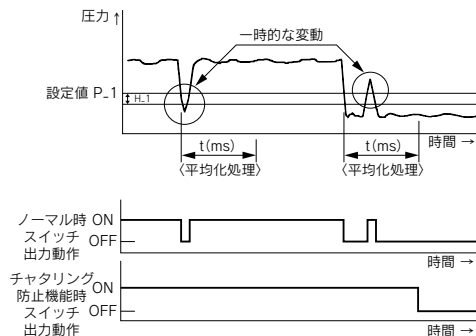 圧力
一時的な変動
設定値 P_1
H_1
時間 →
t(ms)
t(ms)
〈平均化処理〉
〈平均化処理〉
ノーマル時 ON
スイッチ OFF
出力動作
時間 →
チャタリング
防止機能時 ON
スイッチ
出力動作 OFF
時間 →